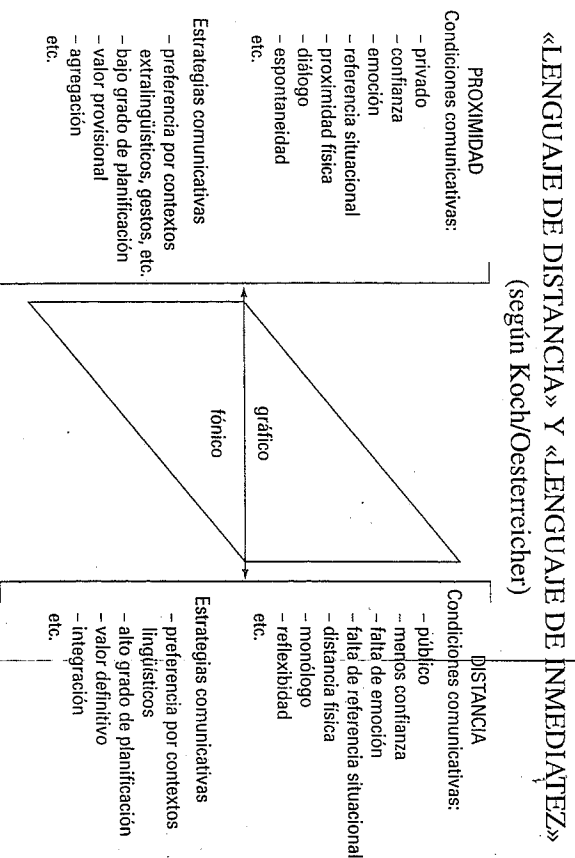 «LENGUAJE DE DISTANCIA» Y «LENGUAJE DE INMEDIATEZ»
(según Koch/Oesterreicher)
PROXIMIDAD
Condiciones comunicativas:
– privado
– confianza
– emoción
– referencia situacional
– proximidad física
– diálogo
– espontaneidad
etc.
Estrategias comunicativas
– preferencia por contextos
extralingüísticos, gestos, etc.
– bajo grado de planificación
– valor provisional
– agregación
etc.
gráfico
fónico
DISTANCIA
Condiciones comunicativas:
– público
– menos confianza
– falta de emoción
– falta de referencia situacional
– distancia física
– monólogo
– reflexibidad
etc.
Estrategias comunicativas
– preferencia por contextos
lingüísticos
– alto grado de planificación
– valor definitivo
– integración
etc.